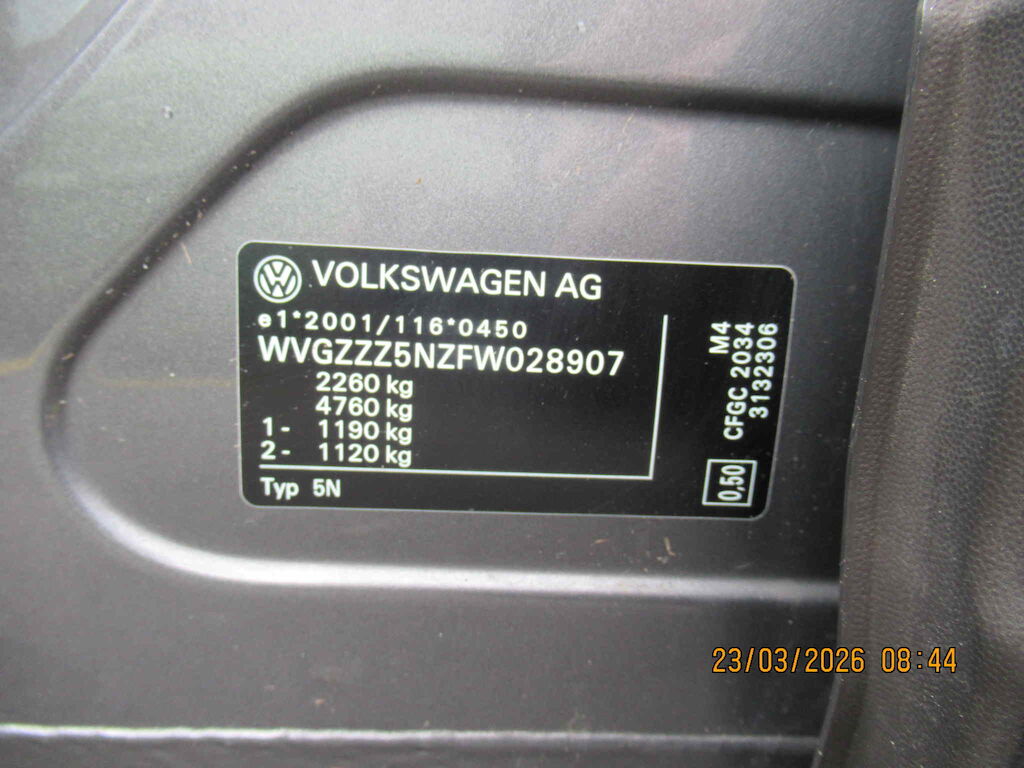 VOLKSWAGEN AG
e1*2001/116*0450
WVGZZZ5NZFW028907
2260 kg
4760 kg
1- 1190 kg
2- 1120 kg
Typ 5N
M4
CFGC 2034
3132306
0,50
23/03/2026 08:44